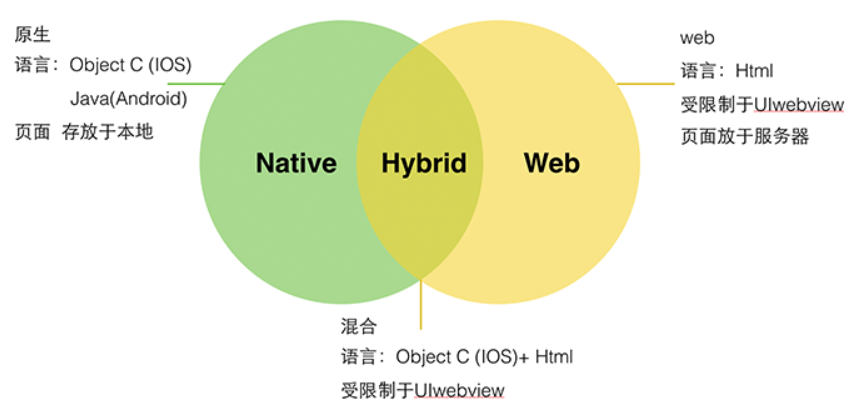 原生
语言：Object C (IOS)
Java(Android)
页面 存放于本地
web
语言：Html
受限制于UIwebview
页面放于服务器
Native
Hybrid
Web
混合
语言：Object C (IOS)+ Html
受限制于UIwebview